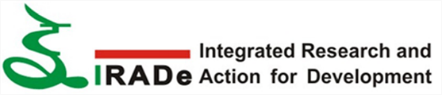 Integrated Research and
IRADe Action for Development